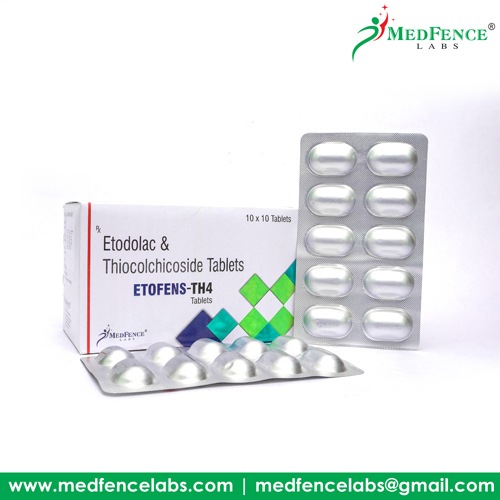 MEDFENCE®
LABS
10 x 10 Tablets
Rx
Etodolac &
Thiocolchicoside Tablets
ETOFENS-TH4
Tablets
MEDFENCE
LABS
www.medfencelabs.com | medfencelabs@gmail.com